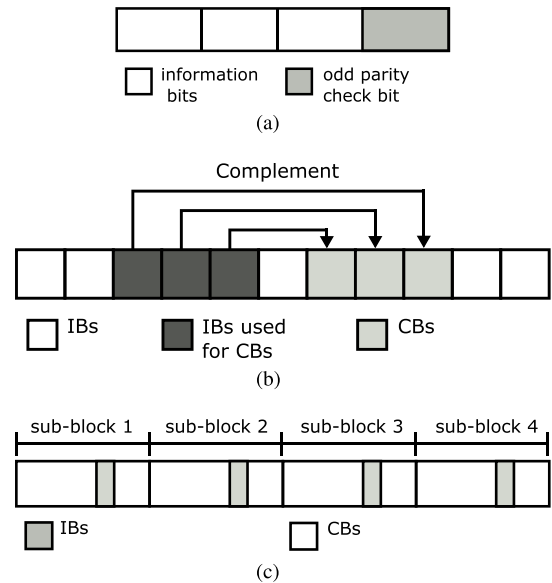 information
bits
odd parity
check bit
(a)
Complement
IBs
IBs used
for CBs
CBs
(b)
sub-block 1 sub-block 2 sub-block 3 sub-block 4
IBs
CBs
(c)